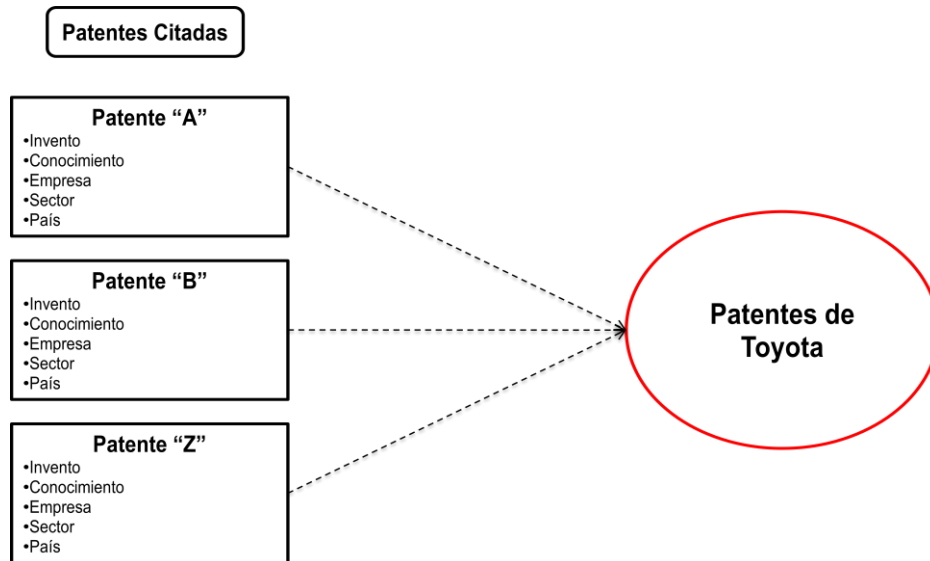 Patentes Citadas
Patente “A”
•Invento
•Conocimiento
•Empresa
•Sector
•País
Patente “B”
•Invento
•Conocimiento
•Empresa
•Sector
•País
Patente “Z”
•Invento
•Conocimiento
•Empresa
•Sector
•País
Patentes de
Toyota